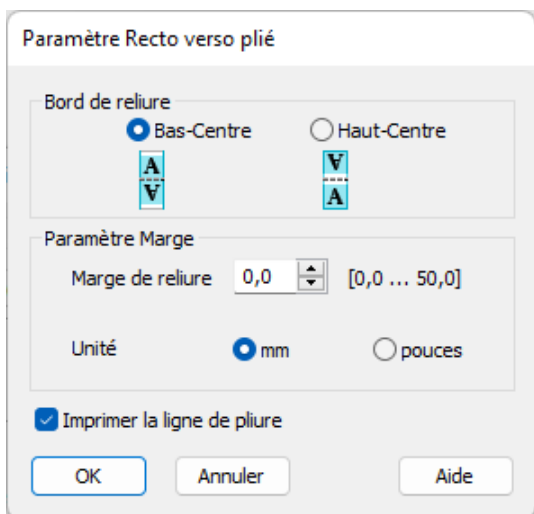 Paramètre Recto verso plié
Bord de reliure
Bas-Centre Haut-Centre
A A
A A
Paramètre Marge
Marge de reliure 0,0 [0,0 ... 50,0]
Unité mm pouces
Imprimer la ligne de pliure
OK Annuler Aide